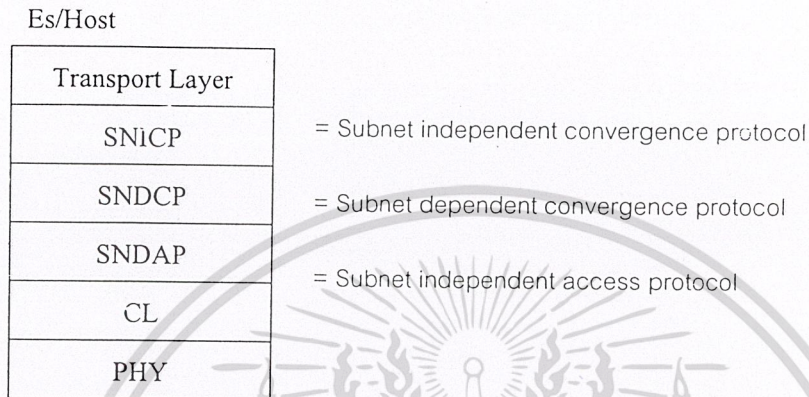 Es/Host
Transport Layer
SNICP = Subnet independent convergence protocol
SNDCP = Subnet dependent convergence protocol
SNDAP = Subnet independent access protocol
CL
PHY